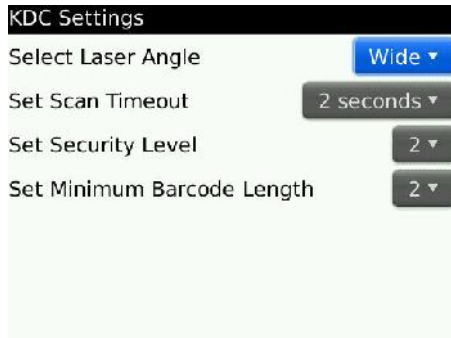 KDC Settings
Select Laser Angle Wide
Set Scan Timeout 2 seconds
Set Security Level 2
Set Minimum Barcode Length 2